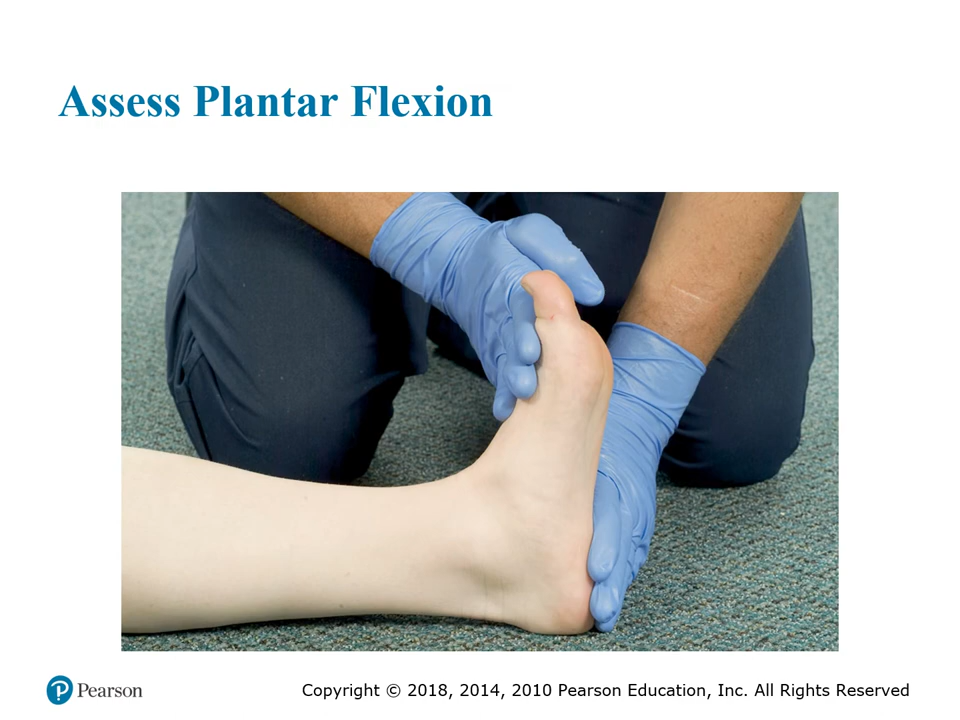 Assess Plantar Flexion
Pearson
Copyright © 2018, 2014, 2010 Pearson Education, Inc. All Rights Reserved